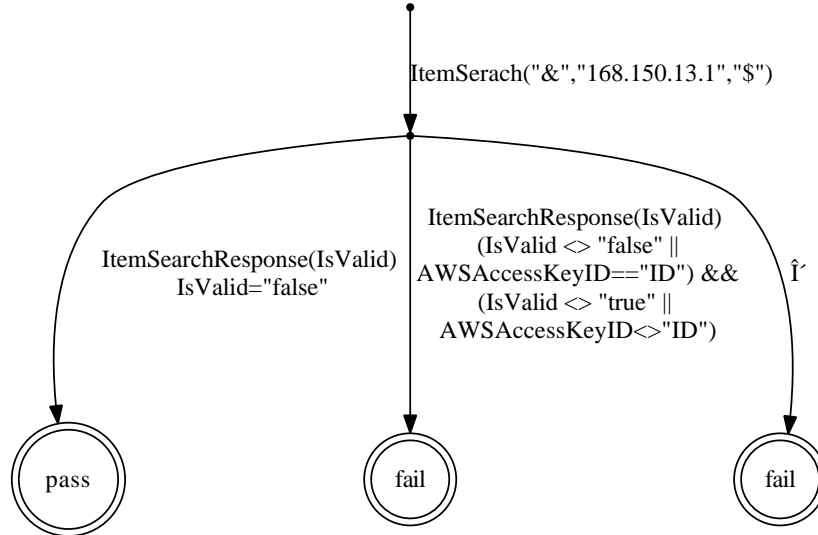 ItemSerach("&","168.150.13.1","$")
ItemSearchResponse(IsValid)
IsValid="false"
ItemSearchResponse(IsValid)
(IsValid <> "false" ||
AWSAccessKeyID=="ID") &&
(IsValid <> "true" ||
AWSAccessKeyID<>"ID")
Î´
pass
fail
fail